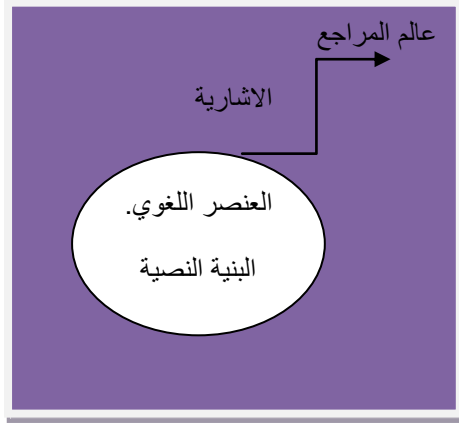 عالم المراجع
الاشارية
العنصر اللغوي.
البنية النصية